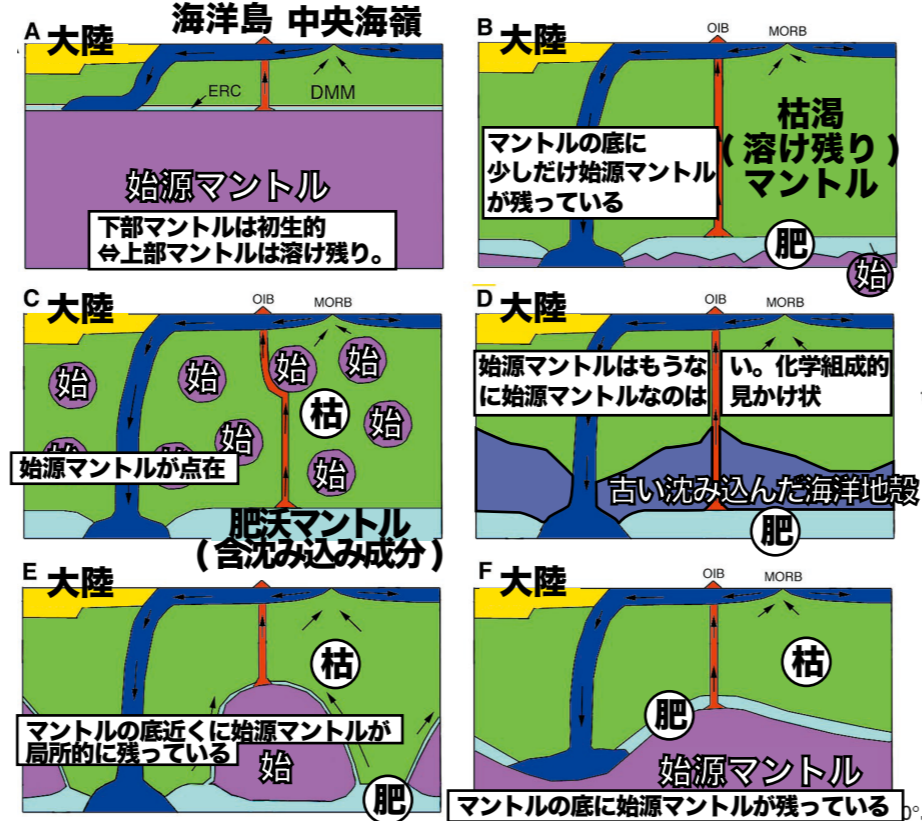 海洋島 中央海嶺
A 大陸
ERC
DMM
始源マントル
下部マントルは初生的
⇔上部マントルは溶け残り。
B 大陸
OIB
MORB
枯渇
(溶け残り)
マントル
マントルの底に
少しだけ始源マントル
が残っている
肥
始
C 大陸
OIB
MORB
始
始
始
始
枯
始
始
始
始源マントルが点在
肥沃マントル
(含沈み込み成分)
D 大陸
OIB
MORB
始源マントルはもうな い。化学組成的
に始源マントルなのは 見かけ状
古い沈み込んだ海洋地殻
肥
E 大陸
枯
マントルの底近くに始源マントルが
局所的に残っている
始
肥
F 大陸
OIB
MORB
枯
肥
始源マントル
マントルの底に始源マントルが残っている
0°